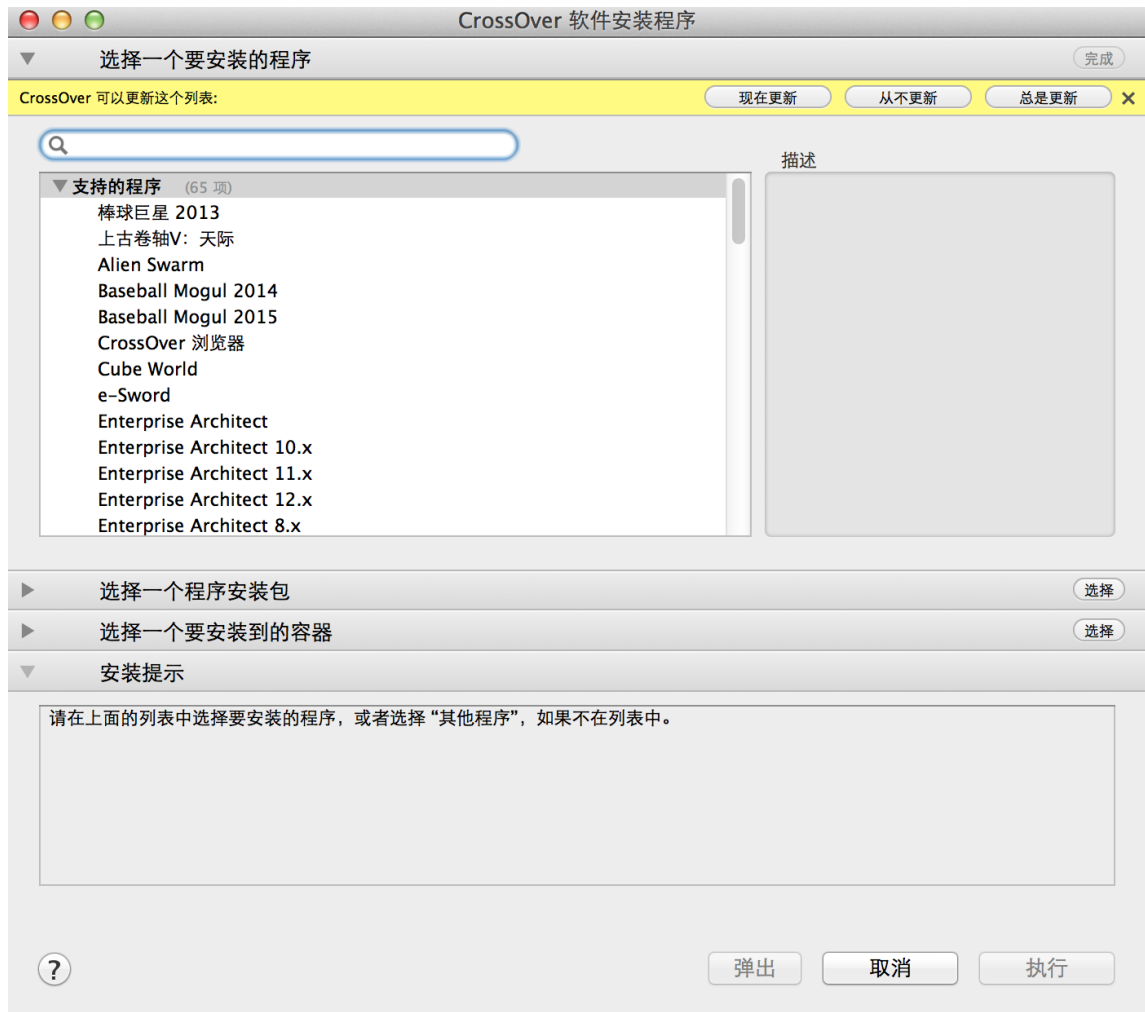 CrossOver 软件安装程序
选择一个要安装的程序 完成
CrossOver 可以更新这个列表: 现在更新 从不更新 总是更新
描述
支持的程序 (65 项)
棒球巨星 2013
上古卷轴V：天际
Alien Swarm
Baseball Mogul 2014
Baseball Mogul 2015
CrossOver 浏览器
Cube World
e-Sword
Enterprise Architect
Enterprise Architect 10.x
Enterprise Architect 11.x
Enterprise Architect 12.x
Enterprise Architect 8.x
选择一个程序安装包 选择
选择一个要安装到的容器 选择
安装提示
请在上面的列表中选择要安装的程序，或者选择 “其他程序”，如果不在列表中。
? 弹出 取消 执行